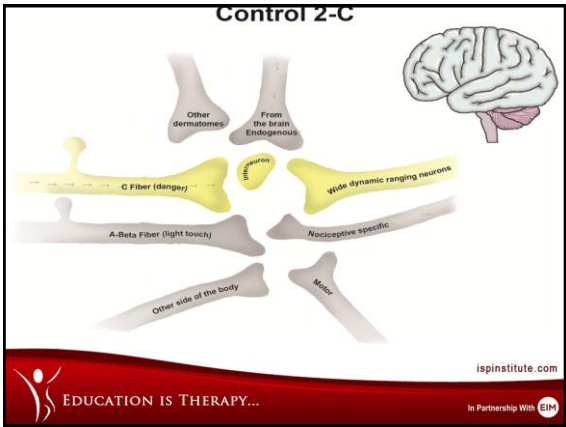 Control 2-C
Other
dermatomes
From
the brain
Endogenous
Interneuron
C Fiber (danger)
Wide dynamic ranging neurons
A-Beta Fiber (light touch)
Nociceptive specific
Other side of the body
Motor
ispinstitute.com
EDUCATION IS THERAPY...
In Partnership With EIM